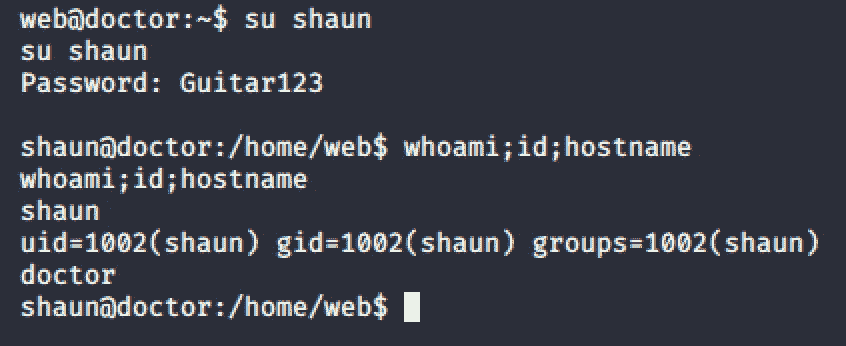 web@doctor:~$ su shaun
su shaun
Password: Guitar123
shaun@doctor:/home/web$ whoami;id;hostname
whoami;id;hostname
shaun
uid=1002(shaun) gid=1002(shaun) groups=1002(shaun)
doctor
shaun@doctor:/home/web$